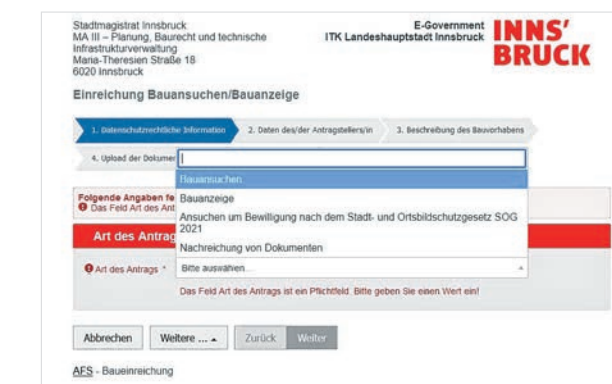 Stadtmagistrat Innsbruck
MA III – Planung, Baurecht und technische
Infrastrukturverwaltung
Maria-Theresien Straße 18
6020 Innsbruck
E-Government
ITK Landeshauptstadt Innsbruck
INNS'
BRUCK
Einreichung Bauansuchen/Bauanzeige
1. Datenschutzrechtliche Information
2. Daten des/der Antragstellers/in
3. Beschreibung des Bauvorhabens
4. Upload der Dokumen
Bauansuchen
Bauanzeige
Ansuchen um Bewilligung nach dem Stadt- und Ortsbildschutzgesetz SOG
2021
Nachreichung von Dokumenten
Folgende Angaben fe
Das Feld Art des Ant
Art des Antrag
Art des Antrags *
Bitte auswählen...
Das Feld Art des Antrags ist ein Pflichtfeld. Bitte geben Sie einen Wert ein!
Abbrechen
Weitere ...
Zurück
Weiter
AFS - Baueinreichung